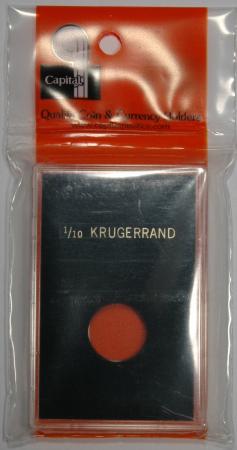 Capital
Quality Coin & Currency Holders
1/10 KRUGERRAND